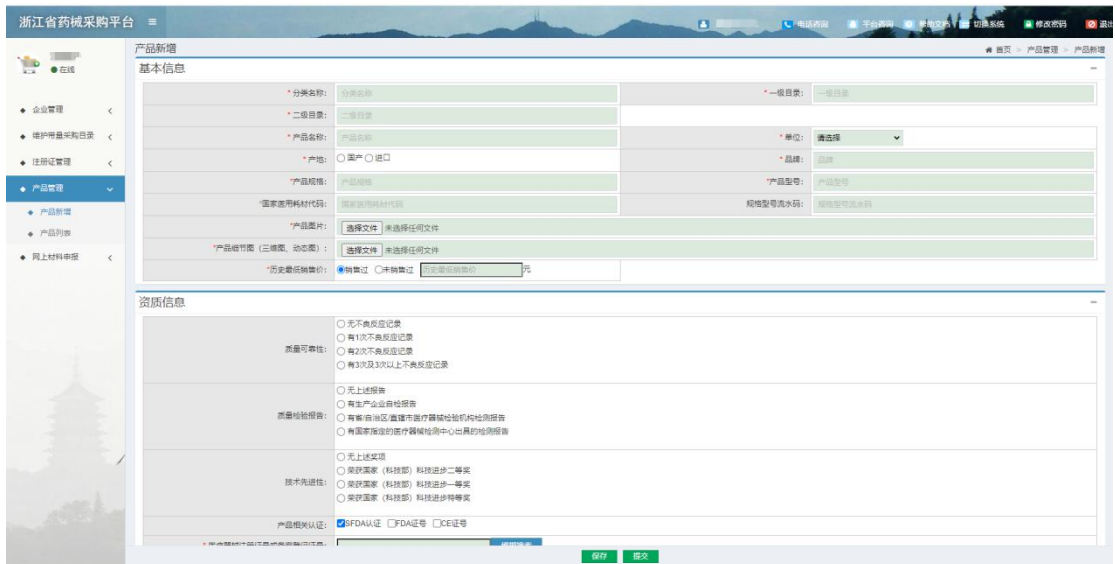 浙江省药械采购平台 ≡
电话咨询 平台咨询 帮助文档 切换系统 修改密码 退出
在线
企业管理
维护带量采购目录
注册证管理
产品管理
产品新增
产品列表
网上材料申报
产品新增
首页 > 产品管理 > 产品新增
基本信息
*分类名称: 分类名称 *一级目录: 一级目录
*二级目录: 二级目录
*产品名称: 产品名称 *单位: 请选择
*产地: 国产 进口 *品牌: 品牌
*产品规格: 产品规格 *产品型号: 产品型号
*国家医用耗材代码: 国家医用耗材代码 规格型号流水码: 规格型号流水码
*产品图片: 选择文件 未选择任何文件
*产品细节图（三维图、动态图）: 选择文件 未选择任何文件
*历史最低销售价: 销售过 未销售过 历史最低销售价 元
资质信息
质量可靠性:
无不良反应记录
有1次不良反应记录
有2次不良反应记录
有3次及3次以上不良反应记录
质量检验报告:
无上述报告
有生产企业自检报告
有省/自治区/直辖市医疗器械检验机构检测报告
有国家指定的医疗器械检测中心出具的检测报告
技术先进性:
无上述奖项
荣获国家（科技部）科技进步二等奖
荣获国家（科技部）科技进步一等奖
荣获国家（科技部）科技进步特等奖
产品相关认证: SFDA认证 FDA证号 CE证号
保存 提交